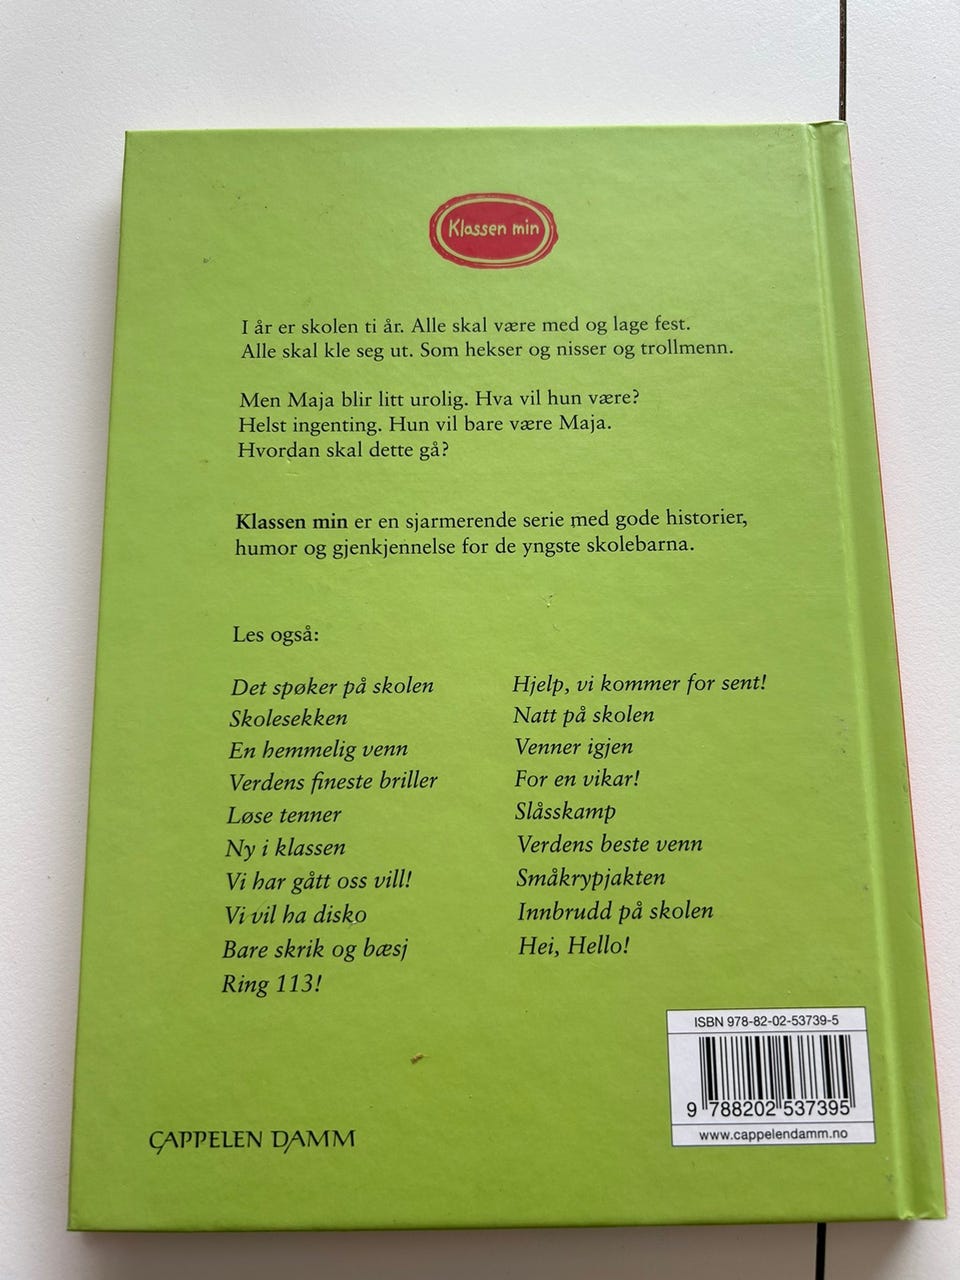 Klassen min
I år er skolen ti år. Alle skal være med og lage fest.
Alle skal kle seg ut. Som hekser og nisser og trollmenn.
Men Maja blir litt urolig. Hva vil hun være?
Helst ingenting. Hun vil bare være Maja.
Hvordan skal dette gå?
Klassen min er en sjarmerende serie med gode historier,
humor og gjenkjennelse for de yngste skolebarna.
Les også:
Det spøker på skolen
Skolesekken
En hemmelig venn
Verdens fineste briller
Løse tenner
Ny i klassen
Vi har gått oss vill!
Vi vil ha disko
Bare skrik og bæsj
Ring 113!
Hjelp, vi kommer for sent!
Natt på skolen
Venner igjen
For en vikar!
Slåsskamp
Verdens beste venn
Småkrypjakten
Innbrudd på skolen
Hei, Hello!
ISBN 978-82-02-53739-5
9 788202 537395
www.cappelendamm.no
CAPPELEN DAMM